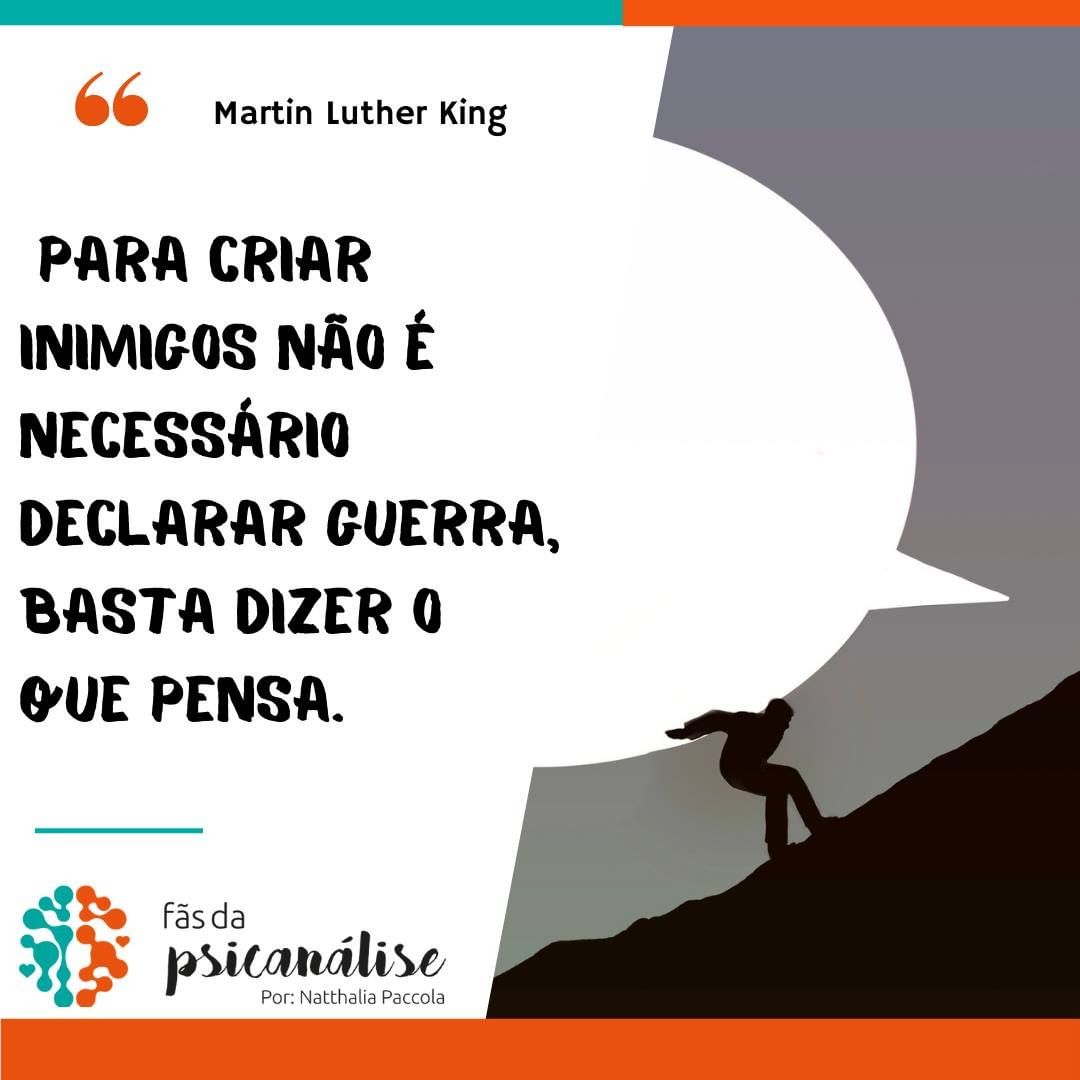 Martin Luther King
PARA CRIAR
INIMIGOS NÃO É
NECESSÁRIO
DECLARAR GUERRA,
BASTA DIZER O
QUE PENSA.
fãs da
psicanálise
Por: Natthalia Paccola